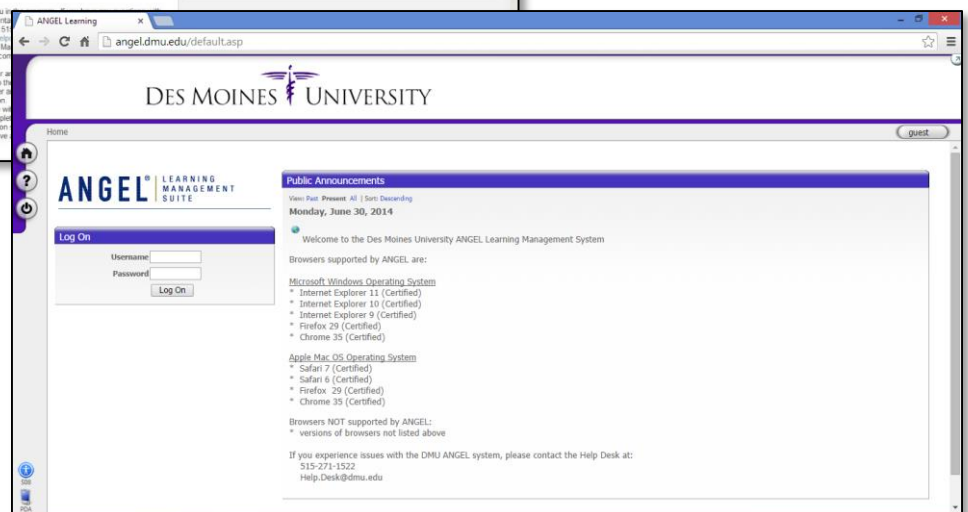 ANGEL Learning
angel.dmu.edu/default.asp
DES MOINES UNIVERSITY
Home
guest
ANGEL® LEARNING MANAGEMENT SUITE
Log On
Username
Password
Log On
Public Announcements
View: Past Present All | Sort: Descending
Monday, June 30, 2014
Welcome to the Des Moines University ANGEL Learning Management System
Browsers supported by ANGEL are:
Microsoft Windows Operating System
* Internet Explorer 11 (Certified)
* Internet Explorer 10 (Certified)
* Internet Explorer 9 (Certified)
* Firefox 29 (Certified)
* Chrome 35 (Certified)
Apple Mac OS Operating System
* Safari 7 (Certified)
* Safari 6 (Certified)
* Firefox 29 (Certified)
* Chrome 35 (Certified)
Browsers NOT supported by ANGEL:
* versions of browsers not listed above
If you experience issues with the DMU ANGEL system, please contact the Help Desk at:
515-271-1522
Help.Desk@dmu.edu
PDA